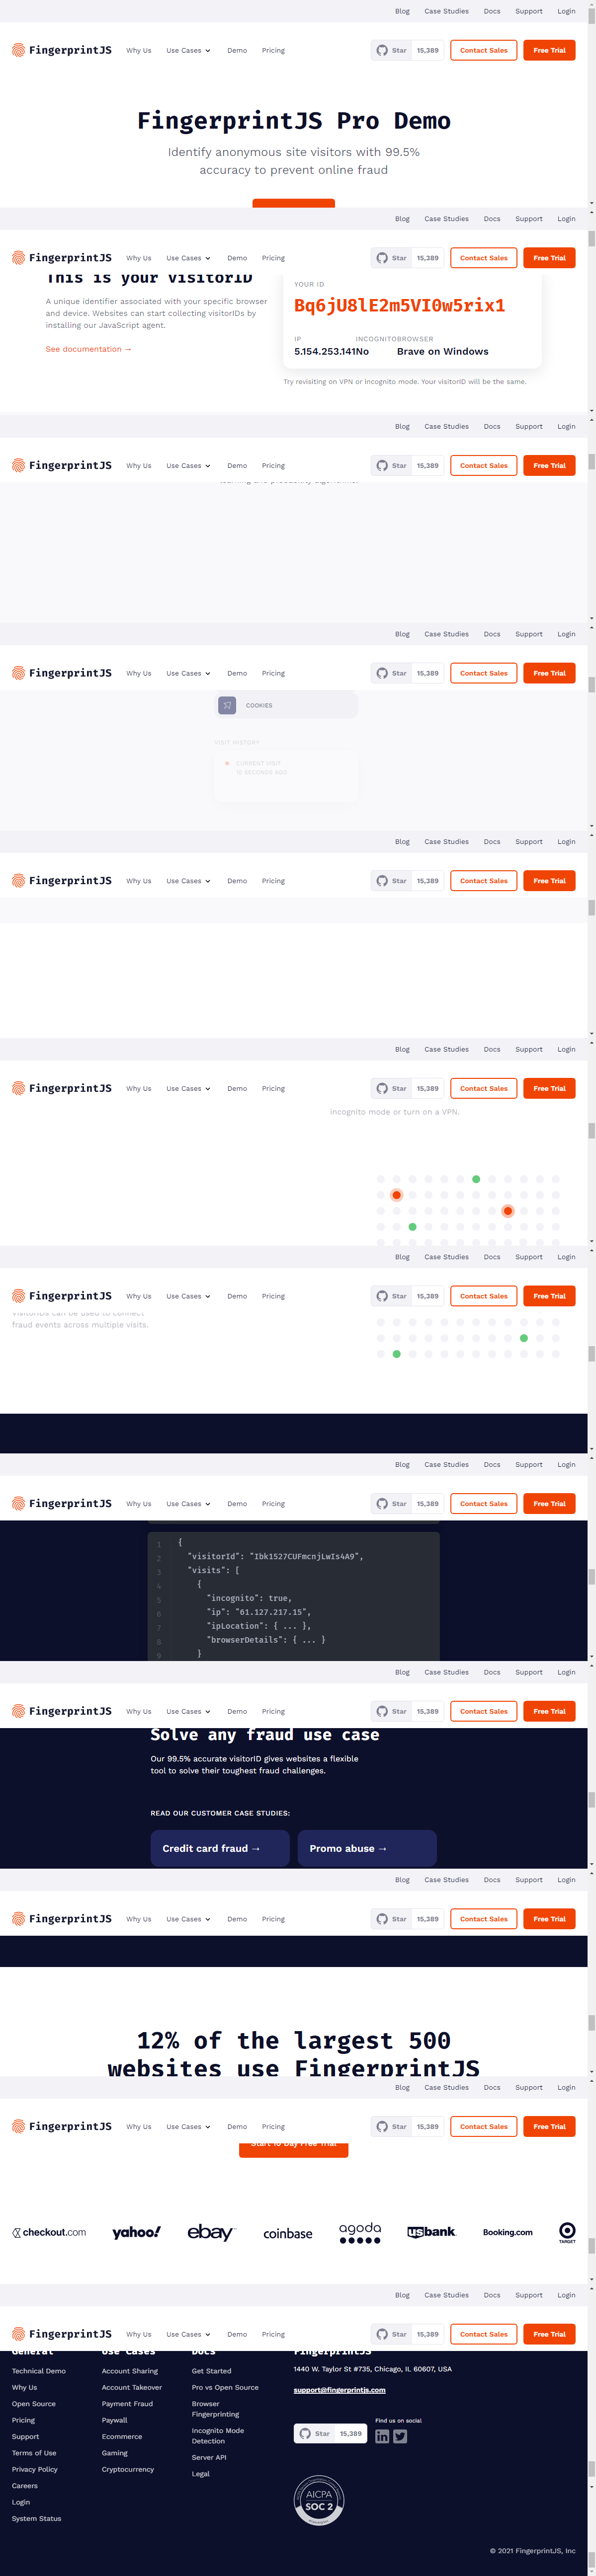 Blog Case Studies Docs Support Login
FingerprintJS Why Us Use Cases Demo Pricing Star 15,389 Contact Sales Free Trial
FingerprintJS Pro Demo
Identify anonymous site visitors with 99.5%
accuracy to prevent online fraud
Blog Case Studies Docs Support Login
FingerprintJS Why Us Use Cases Demo Pricing Star 15,389 Contact Sales Free Trial
This is your visitorID
A unique identifier associated with your specific browser
and device. Websites can start collecting visitorIDs by
installing our JavaScript agent.
See documentation →
YOUR ID
Bq6jU8lE2m5VI0w5rix1
IP INCOGNITO BROWSER
5.154.253.141 No Brave on Windows
Try revisiting on VPN or incognito mode. Your visitorID will be the same.
Blog Case Studies Docs Support Login
FingerprintJS Why Us Use Cases Demo Pricing Star 15,389 Contact Sales Free Trial
Blog Case Studies Docs Support Login
FingerprintJS Why Us Use Cases Demo Pricing Star 15,389 Contact Sales Free Trial
COOKIES
VISIT HISTORY
CURRENT VISIT
10 SECONDS AGO
Blog Case Studies Docs Support Login
FingerprintJS Why Us Use Cases Demo Pricing Star 15,389 Contact Sales Free Trial
Blog Case Studies Docs Support Login
FingerprintJS Why Us Use Cases Demo Pricing Star 15,389 Contact Sales Free Trial
incognito mode or turn on a VPN.
Blog Case Studies Docs Support Login
FingerprintJS Why Us Use Cases Demo Pricing Star 15,389 Contact Sales Free Trial
visitorIDs can be used to connect
fraud events across multiple visits.
Blog Case Studies Docs Support Login
FingerprintJS Why Us Use Cases Demo Pricing Star 15,389 Contact Sales Free Trial
1 {
2 "visitorId": "Ibk1527CUFmcnjLwIs4A9",
3 "visits": [
4 {
5 "incognito": true,
6 "ip": "61.127.217.15",
7 "ipLocation": { ... },
8 "browserDetails": { ... }
9 }
Blog Case Studies Docs Support Login
FingerprintJS Why Us Use Cases Demo Pricing Star 15,389 Contact Sales Free Trial
Solve any fraud use case
Our 99.5% accurate visitorID gives websites a flexible
tool to solve their toughest fraud challenges.
READ OUR CUSTOMER CASE STUDIES:
Credit card fraud → Promo abuse →
Blog Case Studies Docs Support Login
FingerprintJS Why Us Use Cases Demo Pricing Star 15,389 Contact Sales Free Trial
12% of the largest 500
websites use FingerprintJS
Blog Case Studies Docs Support Login
FingerprintJS Why Us Use Cases Demo Pricing Star 15,389 Contact Sales Free Trial
Start 10 Day Free Trial
checkout.com yahoo! ebay coinbase agoda usbank Booking.com TARGET
Blog Case Studies Docs Support Login
FingerprintJS Why Us Use Cases Demo Pricing Star 15,389 Contact Sales Free Trial
General
Technical Demo
Why Us
Open Source
Pricing
Support
Terms of Use
Privacy Policy
Careers
Login
System Status
Use Cases
Account Sharing
Account Takeover
Payment Fraud
Paywall
Ecommerce
Gaming
Cryptocurrency
Docs
Get Started
Pro vs Open Source
Browser
Fingerprinting
Incognito Mode
Detection
Server API
Legal
FingerprintJS
1440 W. Taylor St #735, Chicago, IL 60607, USA
support@fingerprintjs.com
Star 15,389
Find us on social
AICPA
SOC 2
© 2021 FingerprintJS, Inc